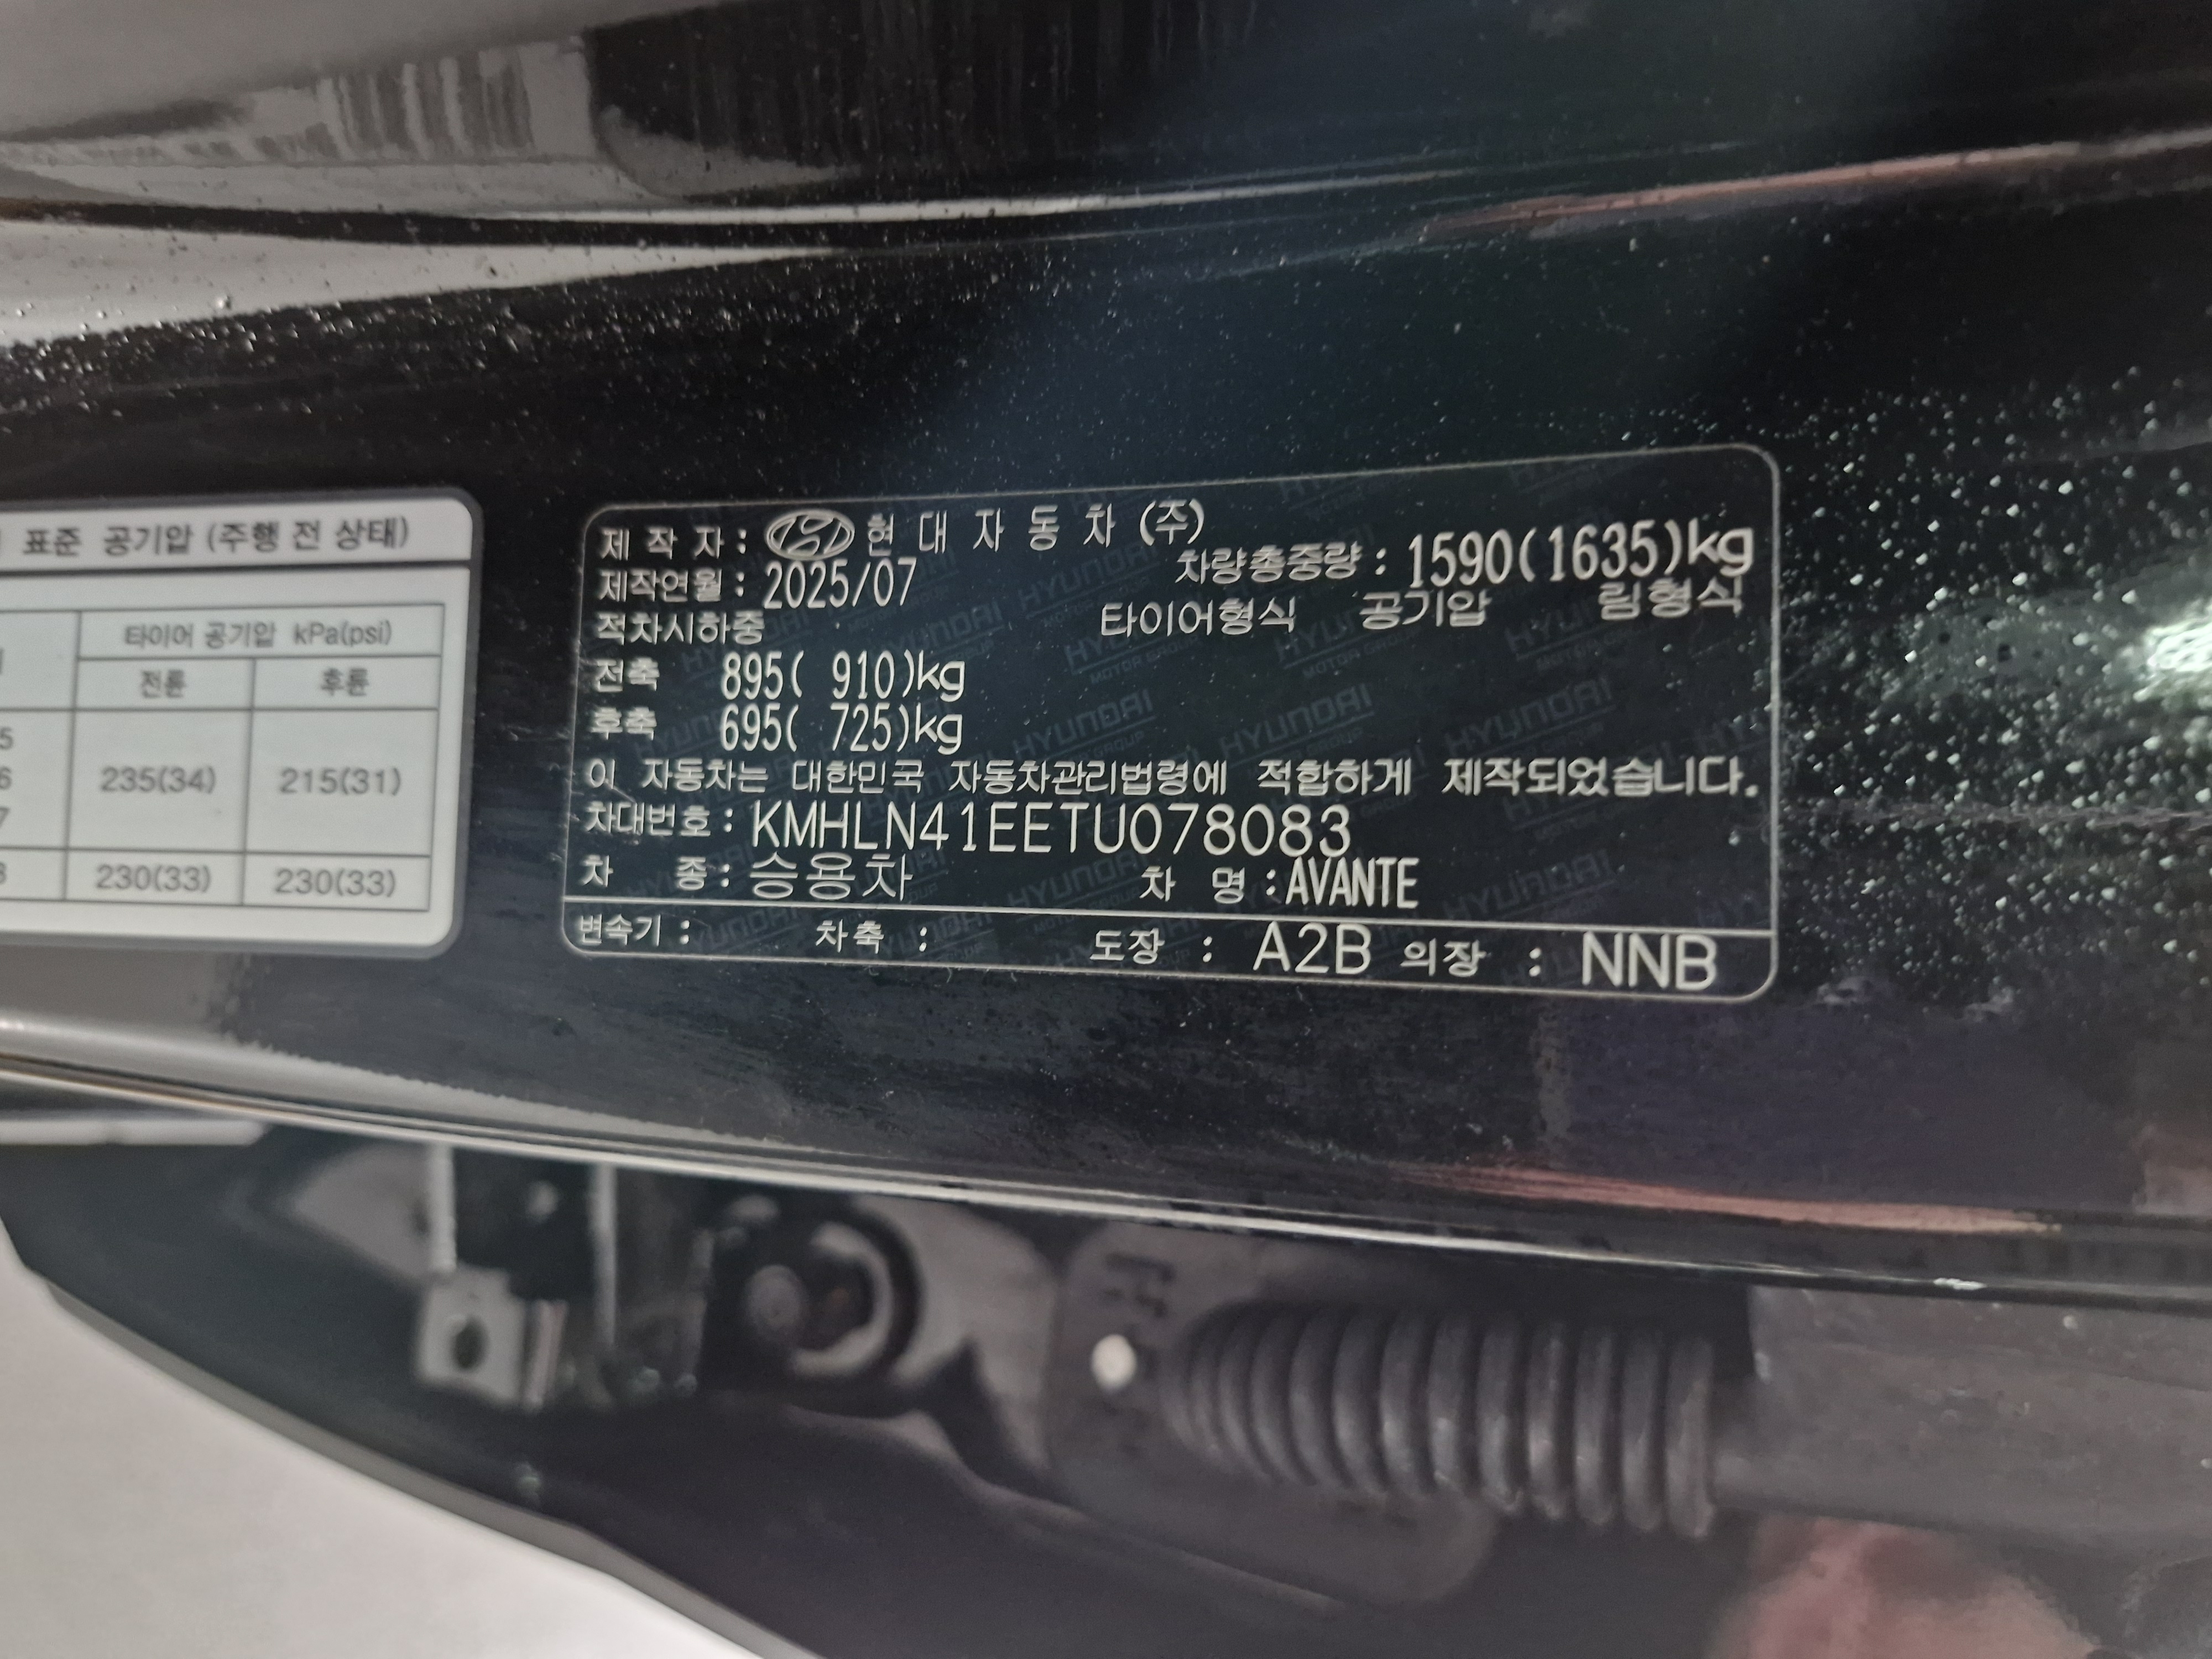 표준 공기압 (주행 전 상태)
타이어 공기압 kPa(psi)
전륜 후륜
5
6 235(34) 215(31)
7
230(33) 230(33)
제 작 자 : 현 대 자 동 차 (주)
제작연월 : 2025/07 차량총중량 : 1590(1635)kg
적차시하중 타이어형식 공기압 림형식
전축 895( 910)kg
후축 695( 725)kg
이 자동차는 대한민국 자동차관리법령에 적합하게 제작되었습니다.
차대번호 : KMHLN41EETU078083
차 종 : 승용차 차 명 : AVANTE
변속기 : 차축 : 도장 : A2B 의장 : NNB